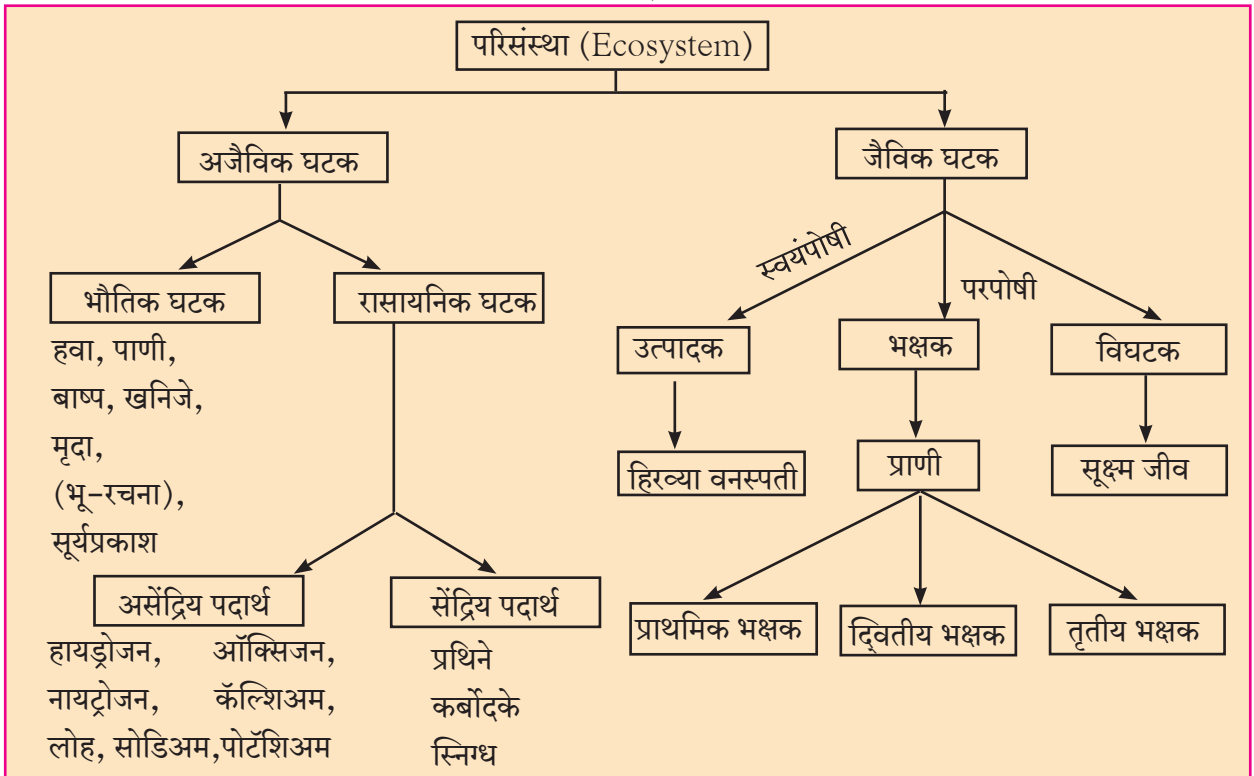 परिसंस्था (Ecosystem)
अजैविक घटक
जैविक घटक
स्वयंपोषी
परपोषी
भौतिक घटक
रासायनिक घटक
उत्पादक
भक्षक
विघटक
हवा, पाणी,
बाष्प, खनिजे,
मृदा,
(भू-रचना),
सूर्यप्रकाश
हिरव्या वनस्पती
प्राणी
सूक्ष्म जीव
असेंद्रिय पदार्थ
सेंद्रिय पदार्थ
प्राथमिक भक्षक
द्वितीय भक्षक
तृतीय भक्षक
हायड्रोजन, ऑक्सिजन,
नायट्रोजन, कॅल्शिअम,
लोह, सोडिअम,पोटॅशिअम
प्रथिने
कर्बोदके
स्निग्ध